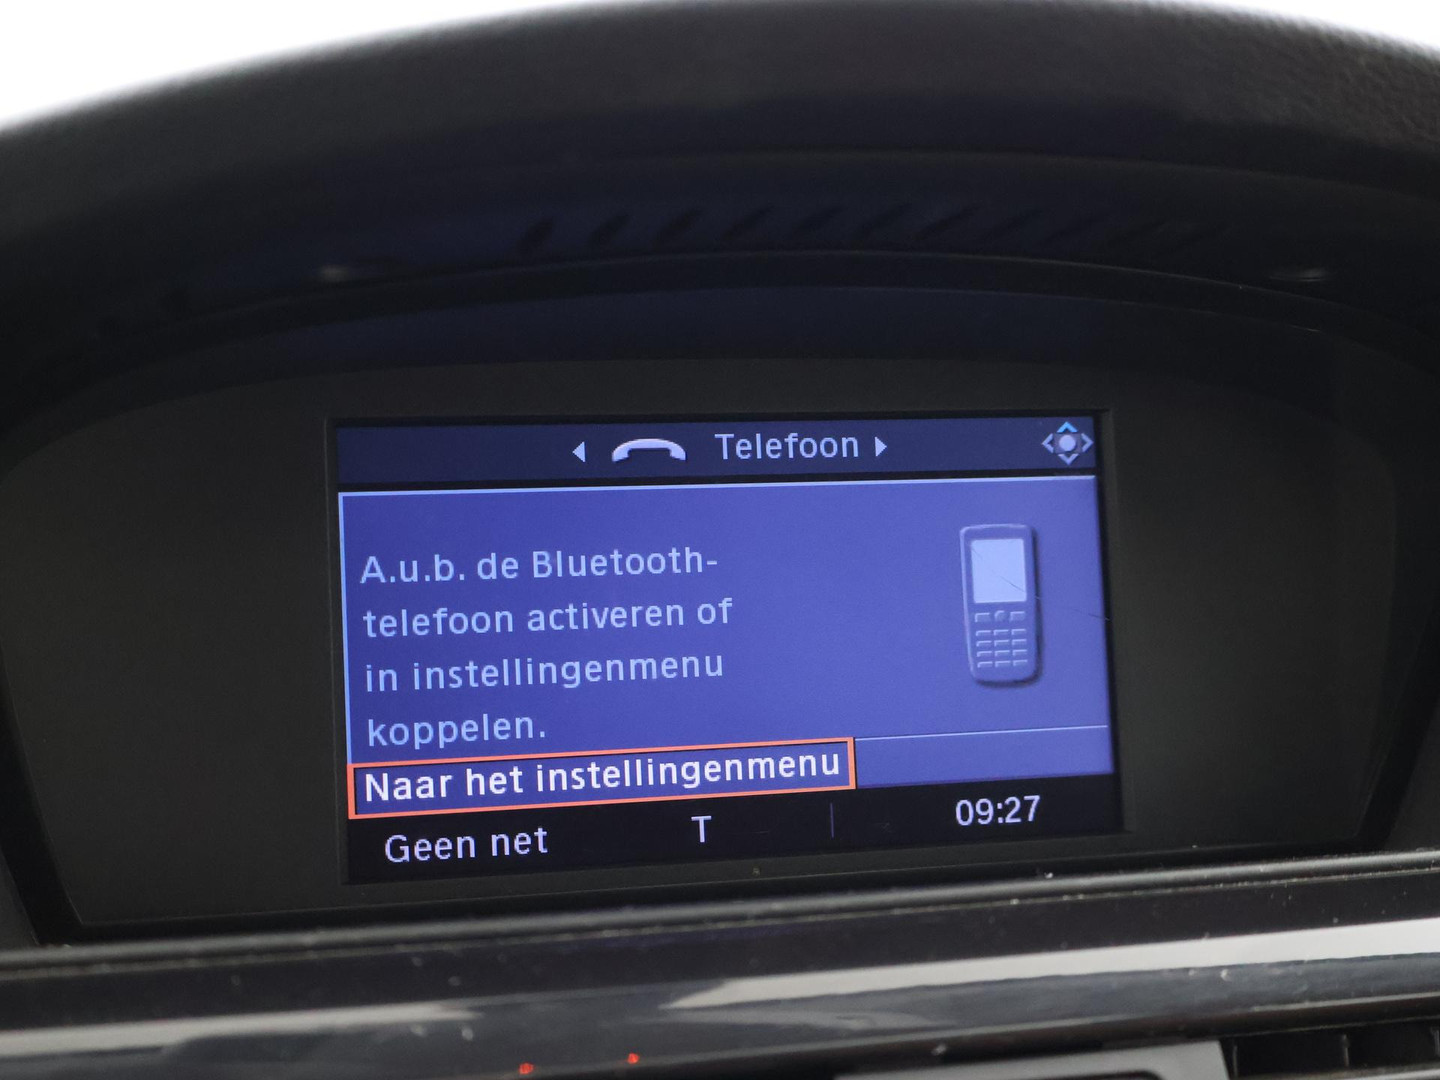 Telefoon
A.u.b. de Bluetooth-
telefoon activeren of
in instellingenmenu
koppelen.
Naar het instellingenmenu
Geen net T 09:27